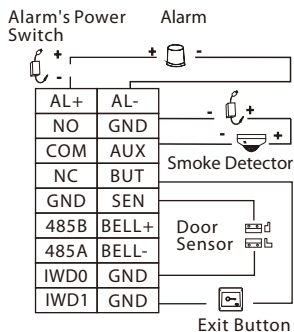 Alarm's Power Alarm
Switch
+ -
+ -
AL+ AL-
NO GND
- +
COM AUX
- +
Smoke Detector
NC BUT
GND SEN
485B BELL+
Door
485A BELL-
Sensor
IWD0 GND
IWD1 GND
Exit Button